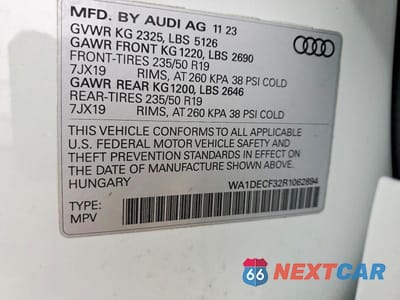 MFD. BY AUDI AG 11 23
GVWR KG 2325, LBS 5126
GAWR FRONT KG 1220, LBS 2690
FRONT-TIRES 235/50 R19
7JX19 RIMS, AT 260 KPA 38 PSI COLD
GAWR REAR KG1200, LBS 2646
REAR-TIRES 235/50 R19
7JX19 RIMS, AT 260 KPA 38 PSI COLD
THIS VEHICLE CONFORMS TO ALL APPLICABLE
U.S. FEDERAL MOTOR VEHICLE SAFETY AND
THEFT PREVENTION STANDARDS IN EFFECT ON
THE DATE OF MANUFACTURE SHOWN ABOVE.
HUNGARY WA1DECF32R1062894
TYPE:
MPV
66 NEXTCAR